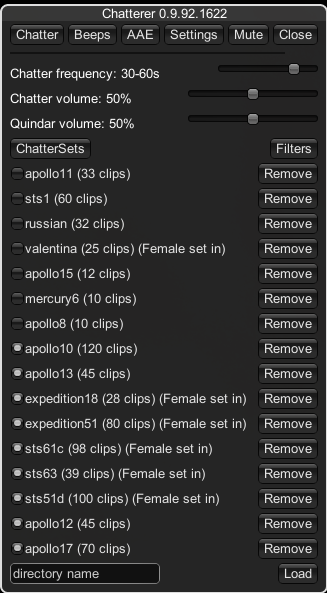 Chatterer 0.9.92.1622
Chatter Beeps AAE Settings Mute Close
Chatter frequency: 30-60s
Chatter volume: 50%
Quindar volume: 50%
ChatterSets Filters
apollo11 (33 clips) Remove
sts1 (60 clips) Remove
russian (32 clips) Remove
valentina (25 clips) (Female set in) Remove
apollo15 (12 clips) Remove
mercury6 (10 clips) Remove
apollo8 (10 clips) Remove
apollo10 (120 clips) Remove
apollo13 (45 clips) Remove
expedition18 (28 clips) (Female set in) Remove
expedition51 (80 clips) (Female set in) Remove
sts61c (98 clips) (Female set in) Remove
sts63 (39 clips) (Female set in) Remove
sts51d (100 clips) (Female set in) Remove
apollo12 (45 clips) Remove
apollo17 (70 clips) Remove
directory name Load